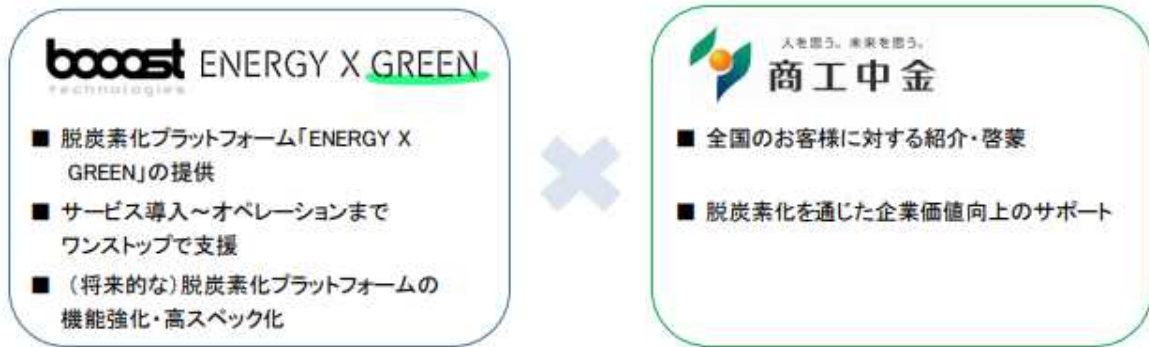 booost ENERGY X GREEN
technologies
■ 脱炭素化プラットフォーム「ENERGY X
GREEN」の提供
■ サービス導入～オペレーションまで
ワンストップで支援
■ （将来的な）脱炭素化プラットフォームの
機能強化・高スペック化
人を思う。未来を思う。
商工中金
■ 全国のお客様に対する紹介・啓蒙
■ 脱炭素化を通じた企業価値向上のサポート